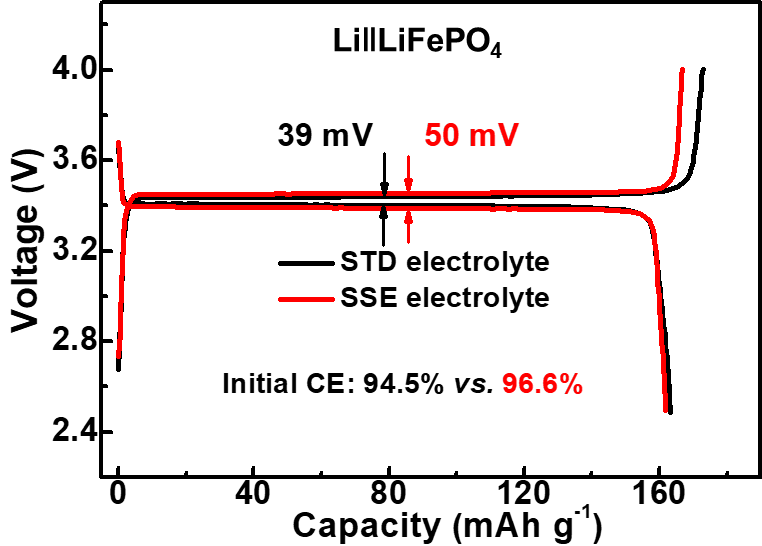 Li||LiFePO4
39 mV 50 mV
STD electrolyte
SSE electrolyte
Initial CE: 94.5% vs. 96.6%
Voltage (V)
4.0
3.6
3.2
2.8
2.4
0 40 80 120 160
Capacity (mAh g-1)